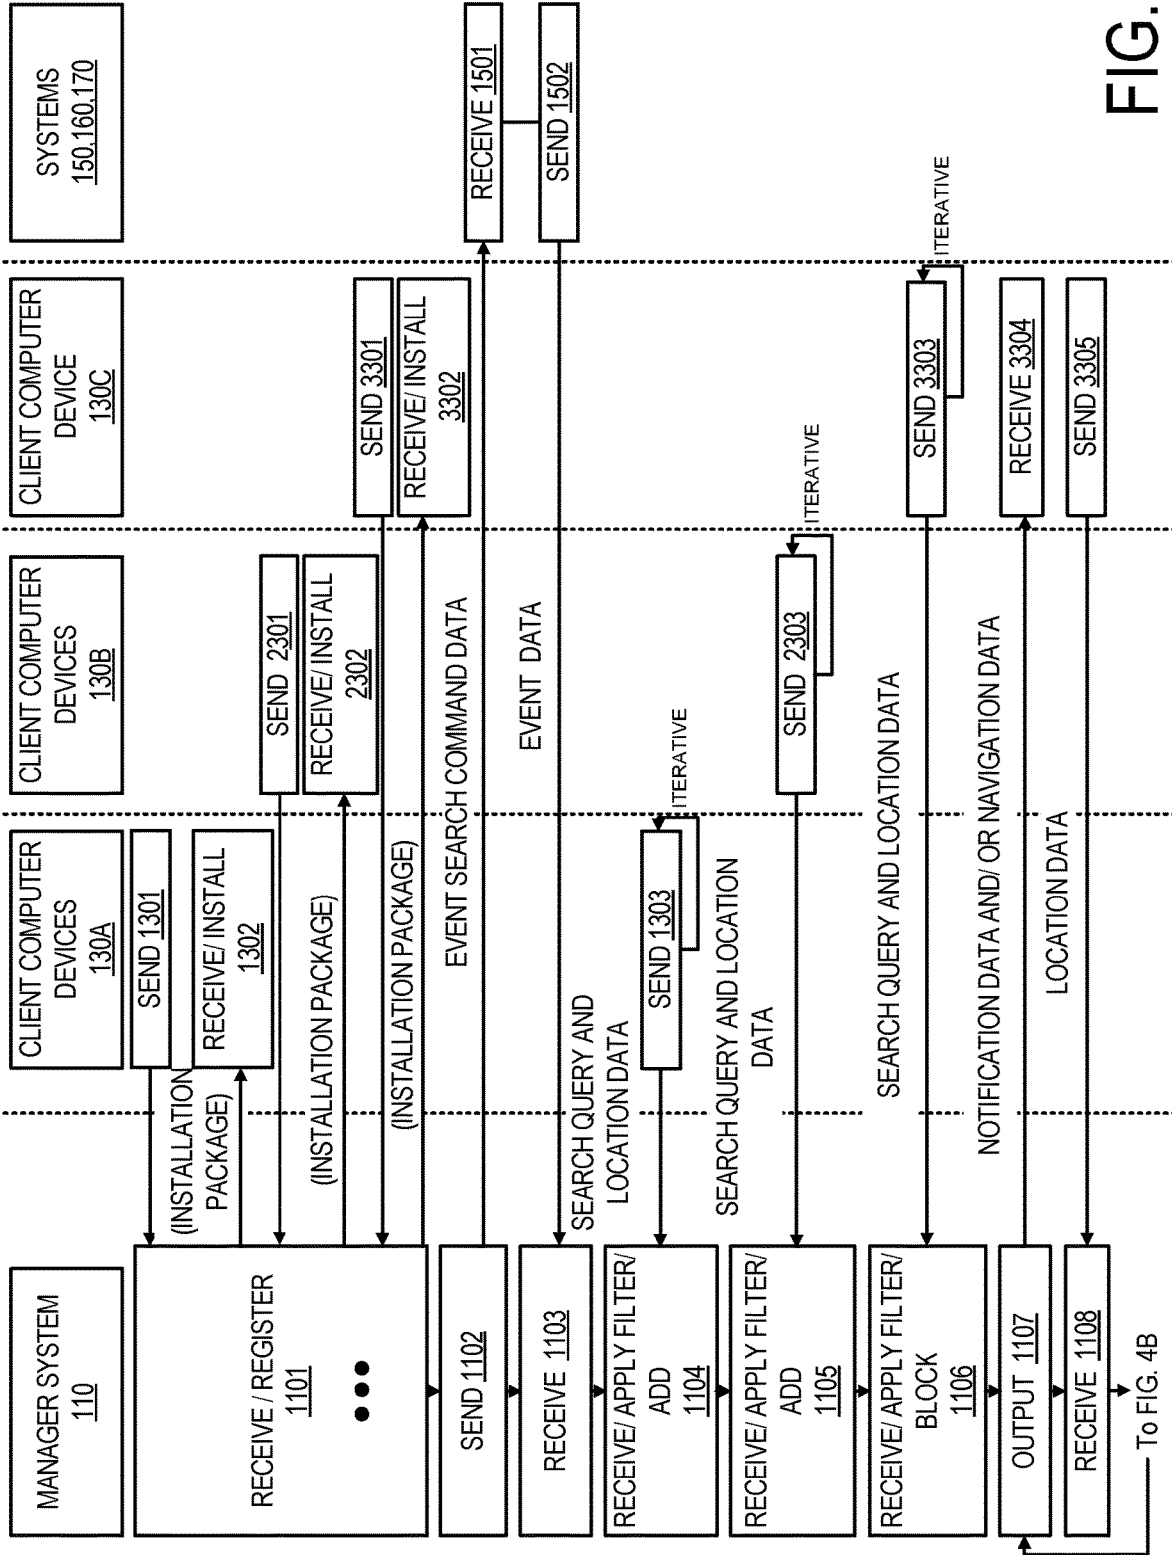 MANAGER SYSTEM
110
CLIENT COMPUTER
DEVICES
130A
CLIENT COMPUTER
DEVICES
130B
CLIENT COMPUTER
DEVICE
130C
SYSTEMS
150,160,170
SEND 1301
(INSTALLATION
PACKAGE)
RECEIVE/ INSTALL
1302
RECEIVE / REGISTER
1101
SEND 2301
RECEIVE/ INSTALL
2302
(INSTALLATION PACKAGE)
SEND 3301
RECEIVE/ INSTALL
3302
(INSTALLATION PACKAGE)
SEND 1102
EVENT SEARCH COMMAND DATA
RECEIVE 1501
RECEIVE 1103
EVENT DATA
SEND 1502
RECEIVE/ APPLY FILTER/
ADD
1104
SEARCH QUERY AND
LOCATION DATA
SEND 1303
ITERATIVE
RECEIVE/ APPLY FILTER/
ADD
1105
SEARCH QUERY AND LOCATION
DATA
SEND 2303
ITERATIVE
RECEIVE/ APPLY FILTER/
BLOCK
1106
SEARCH QUERY AND LOCATION DATA
SEND 3303
ITERATIVE
OUTPUT 1107
NOTIFICATION DATA AND/ OR NAVIGATION DATA
RECEIVE 3304
RECEIVE 1108
LOCATION DATA
SEND 3305
To FIG. 4B
FIG.